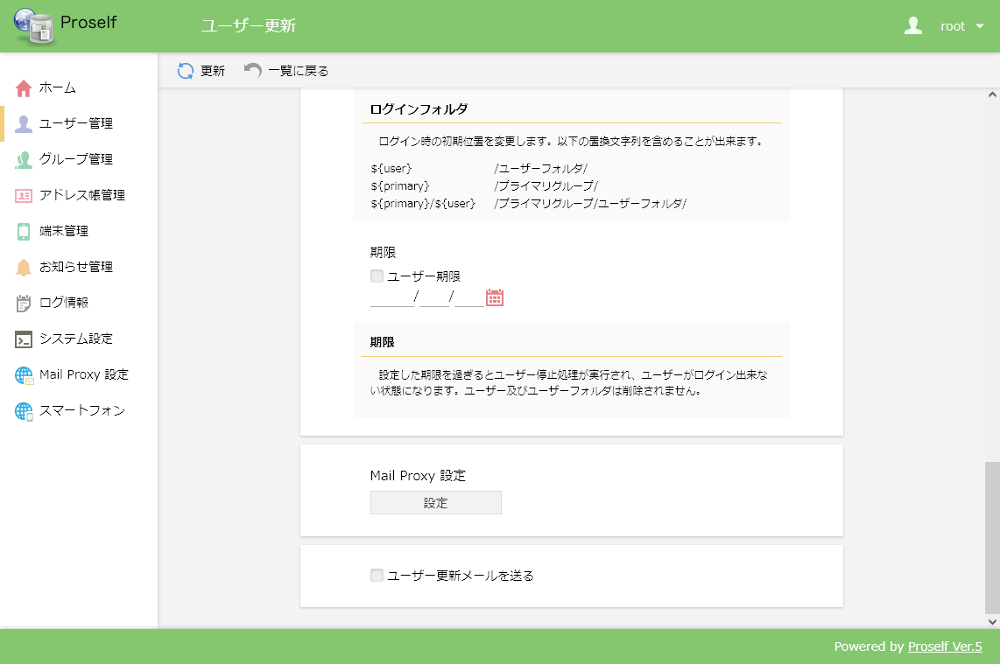 Proself
ユーザー更新
root
更新
一覧に戻る
ホーム
ユーザー管理
グループ管理
アドレス帳管理
端末管理
お知らせ管理
ログ情報
システム設定
Mail Proxy 設定
スマートフォン
ログインフォルダ
ログイン時の初期位置を変更します。以下の置換文字列を含めることが出来ます。
${user} /ユーザーフォルダ/
${primary} /プライマリグループ/
${primary}/${user} /プライマリグループ/ユーザーフォルダ/
期限
ユーザー期限
/ /
期限
設定した期限を過ぎるとユーザー停止処理が実行され、ユーザーがログイン出来な
い状態になります。ユーザー及びユーザーフォルダは削除されません。
Mail Proxy 設定
設定
ユーザー更新メールを送る
Powered by Proself Ver.5